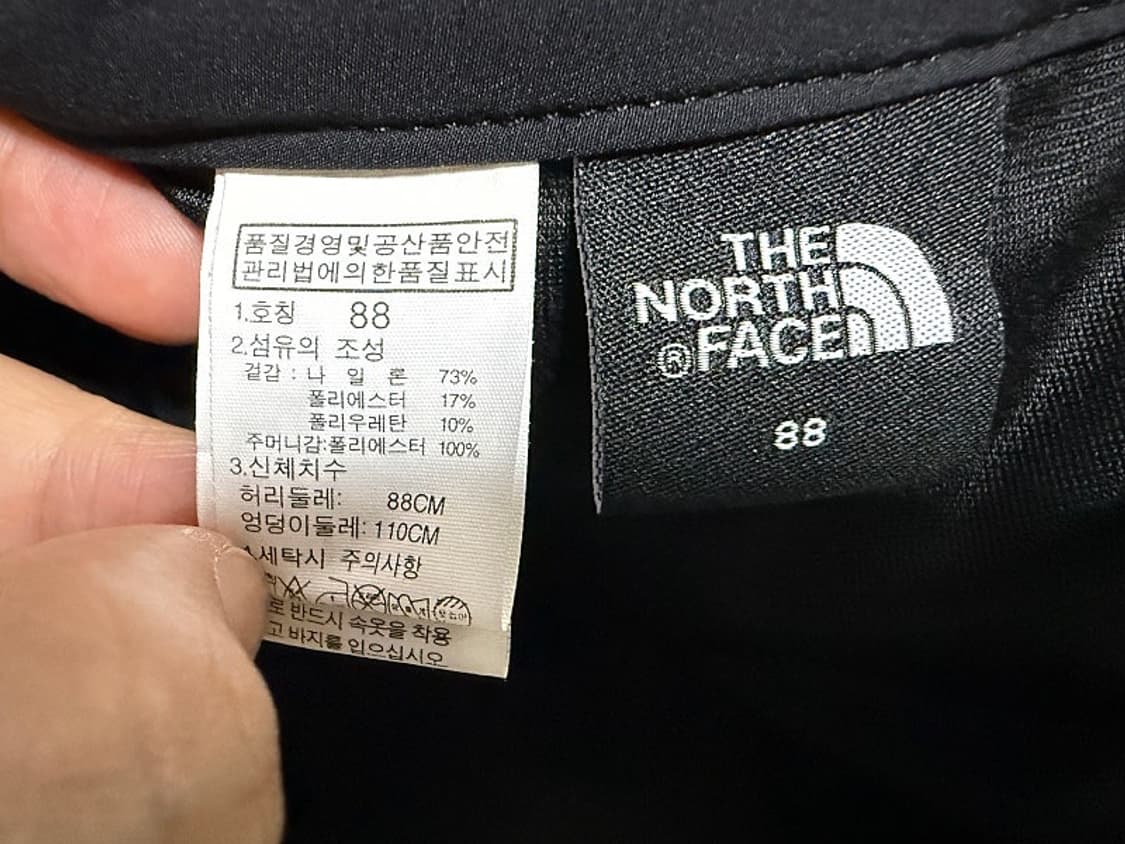 품질경영및공산품안전
관리법에의한품질표시
1.호칭 88
2.섬유의 조성
겉감 : 나 일 론 73%
폴리에스터 17%
폴리우레탄 10%
주머니감:폴리에스터 100%
3.신체치수
허리둘레: 88CM
엉덩이둘레: 110CM
세탁시 주의사항
로 반드시 속옷을 착용
고 바지를 입으십시오
THE
NORTH
®FACE
88